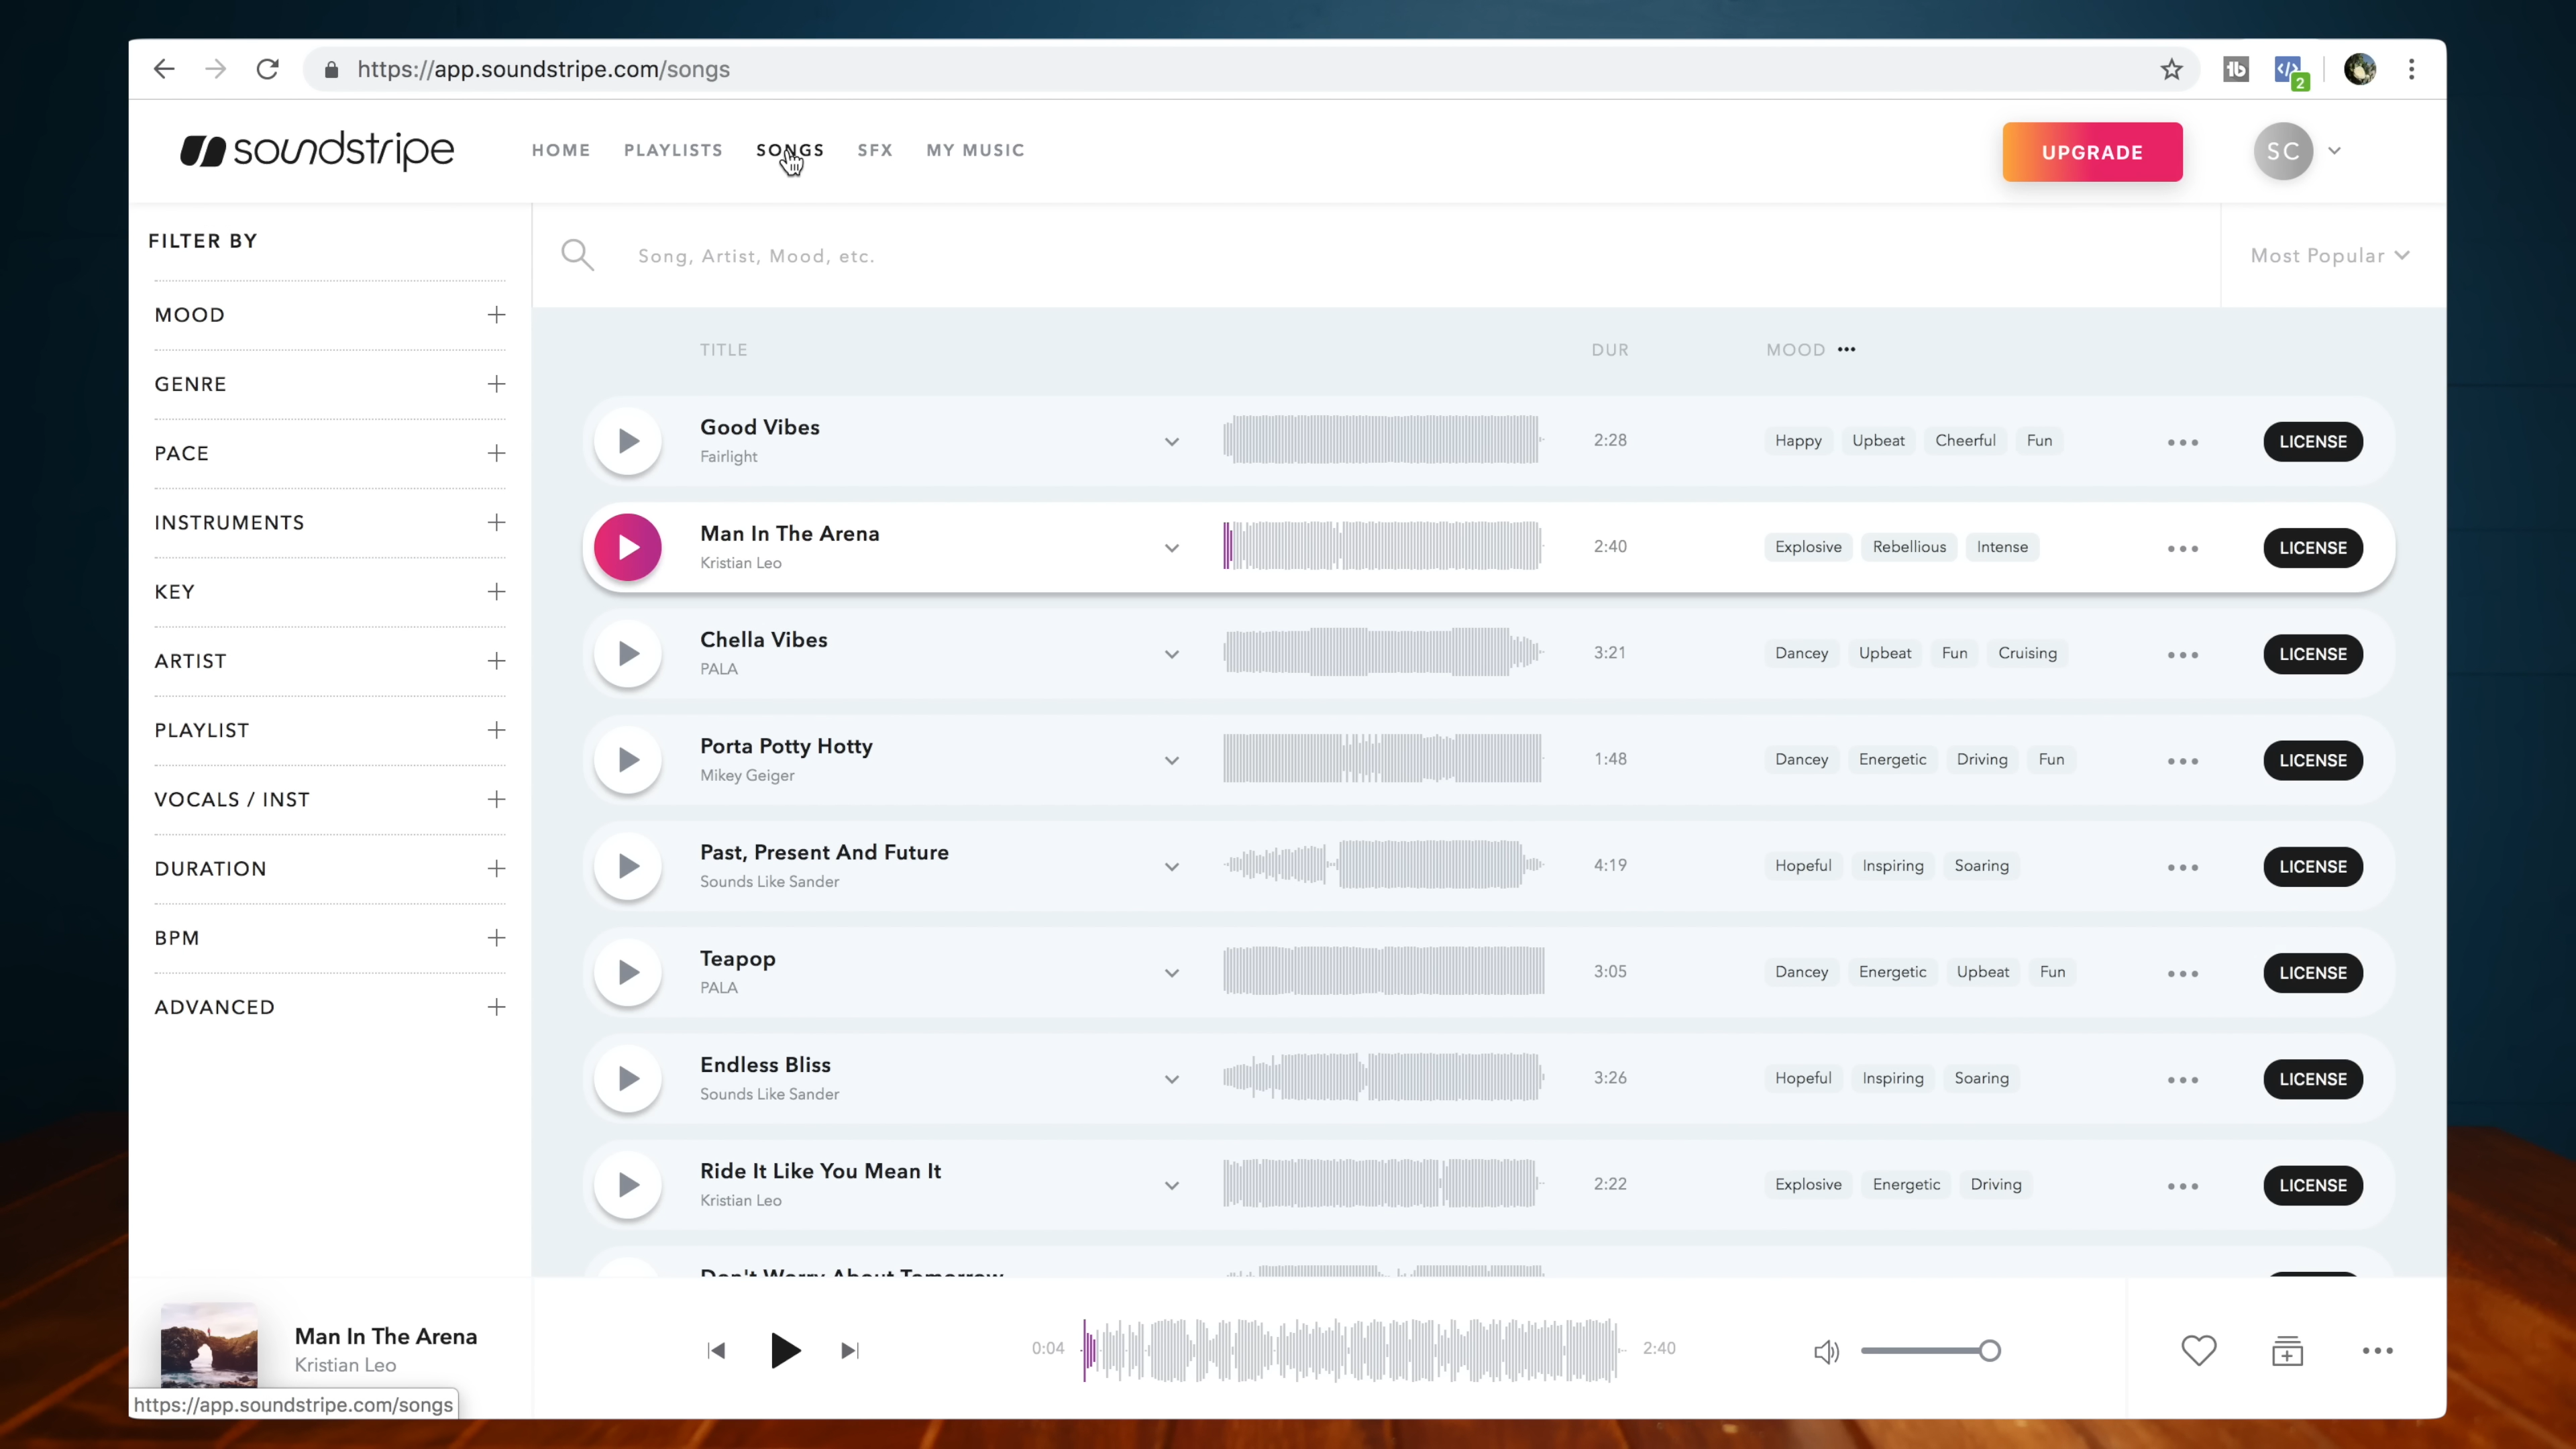 https://app.soundstripe.com/songs
2
soundstripe
HOME PLAYLISTS SONGS SFX MY MUSIC
UPGRADE
SC
FILTER BY
Song, Artist, Mood, etc.
Most Popular
MOOD
GENRE
PACE
INSTRUMENTS
KEY
ARTIST
PLAYLIST
VOCALS / INST
DURATION
BPM
ADVANCED
TITLE DUR MOOD
Good Vibes
Fairlight
2:28 Happy Upbeat Cheerful Fun LICENSE
Man In The Arena
Kristian Leo
2:40 Explosive Rebellious Intense LICENSE
Chella Vibes
PALA
3:21 Dancey Upbeat Fun Cruising LICENSE
Porta Potty Hotty
Mikey Geiger
1:48 Dancey Energetic Driving Fun LICENSE
Past, Present And Future
Sounds Like Sander
4:19 Hopeful Inspiring Soaring LICENSE
Teapop
PALA
3:05 Dancey Energetic Upbeat Fun LICENSE
Endless Bliss
Sounds Like Sander
3:26 Hopeful Inspiring Soaring LICENSE
Ride It Like You Mean It
Kristian Leo
2:22 Explosive Energetic Driving LICENSE
Don't Worry About Tomorrow
Man In The Arena
Kristian Leo
0:04 2:40
https://app.soundstripe.com/songs